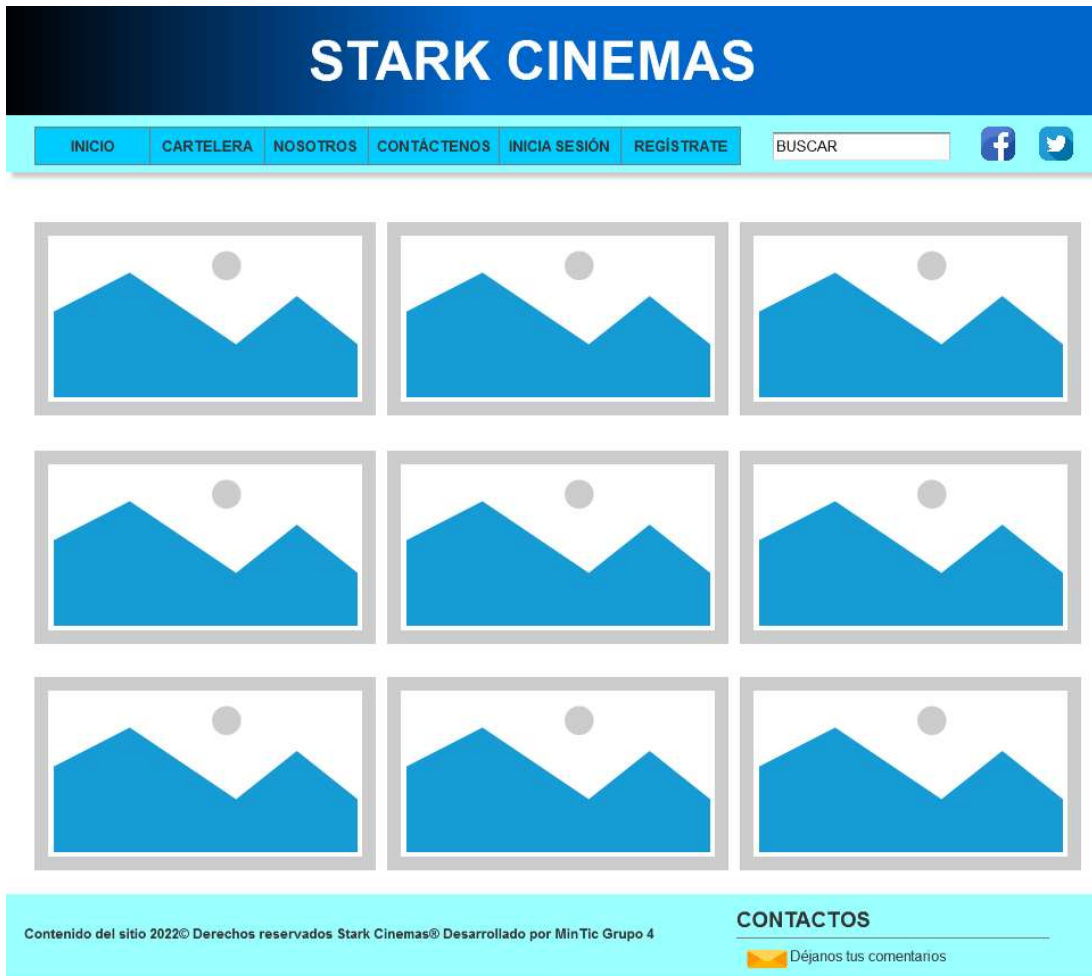 STARK CINEMAS
INICIO CARTELERA NOSOTROS CONTÁCTENOS INICIA SESIÓN REGÍSTRATE BUSCAR
CONTACTOS
Contenido del sitio 2022© Derechos reservados Stark Cinemas® Desarrollado por MinTic Grupo 4
Déjanos tus comentarios